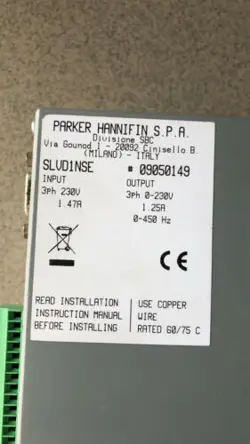 PARKER HANNIFIN S.P.A.
Divisione SBC
Via Gounod 1 - 20092 Cinisello B.
(MILANO) - ITALY
SLVD1NSE # 09050149
INPUT OUTPUT
3ph 230V 3ph 0-230V
1.47A 1.25A
0-450 Hz
CE
READ INSTALLATION USE COPPER
INSTRUCTION MANUAL WIRE
BEFORE INSTALLING RATED 60/75 C